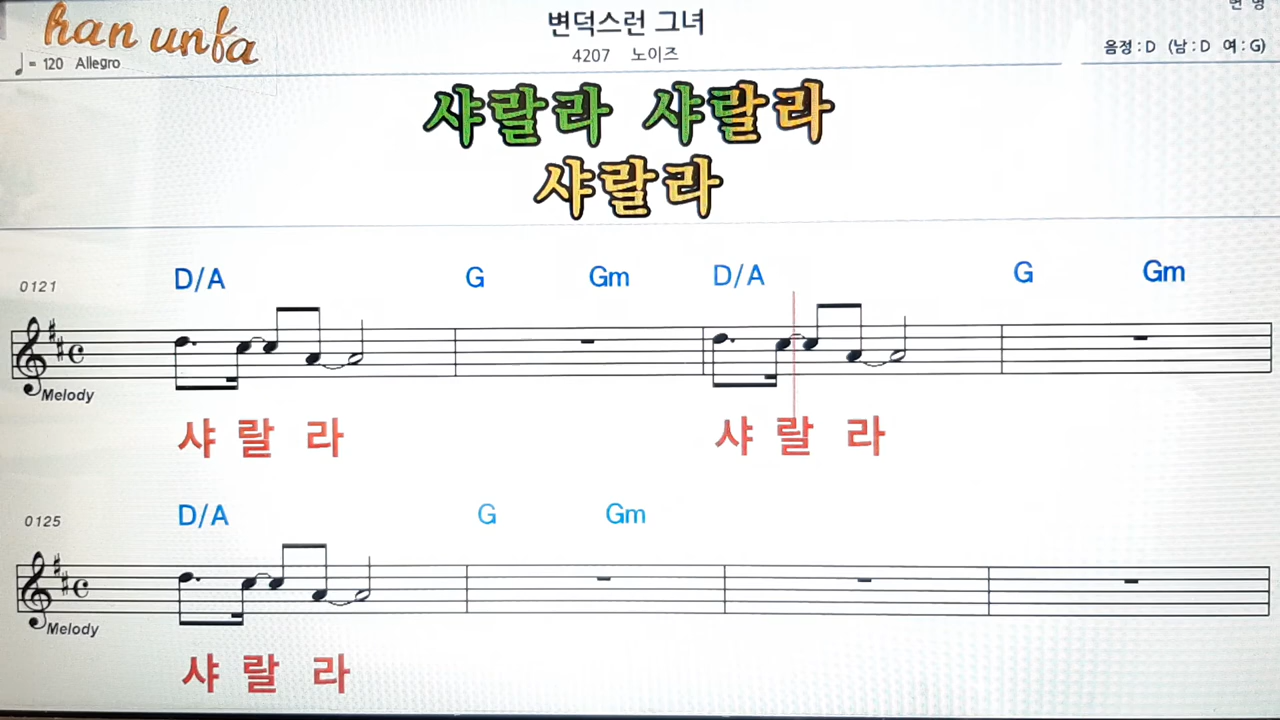 han unfa
변덕스런 그녀
♩= 120 Allegro
4207 노이즈
음정 : D (남 : D 여 : G)
샤랄라 샤랄라
샤랄라
D/A G Gm D/A G Gm
0121
Melody
샤 랄 라 샤 랄 라
D/A G Gm
0125
Melody
샤 랄 라